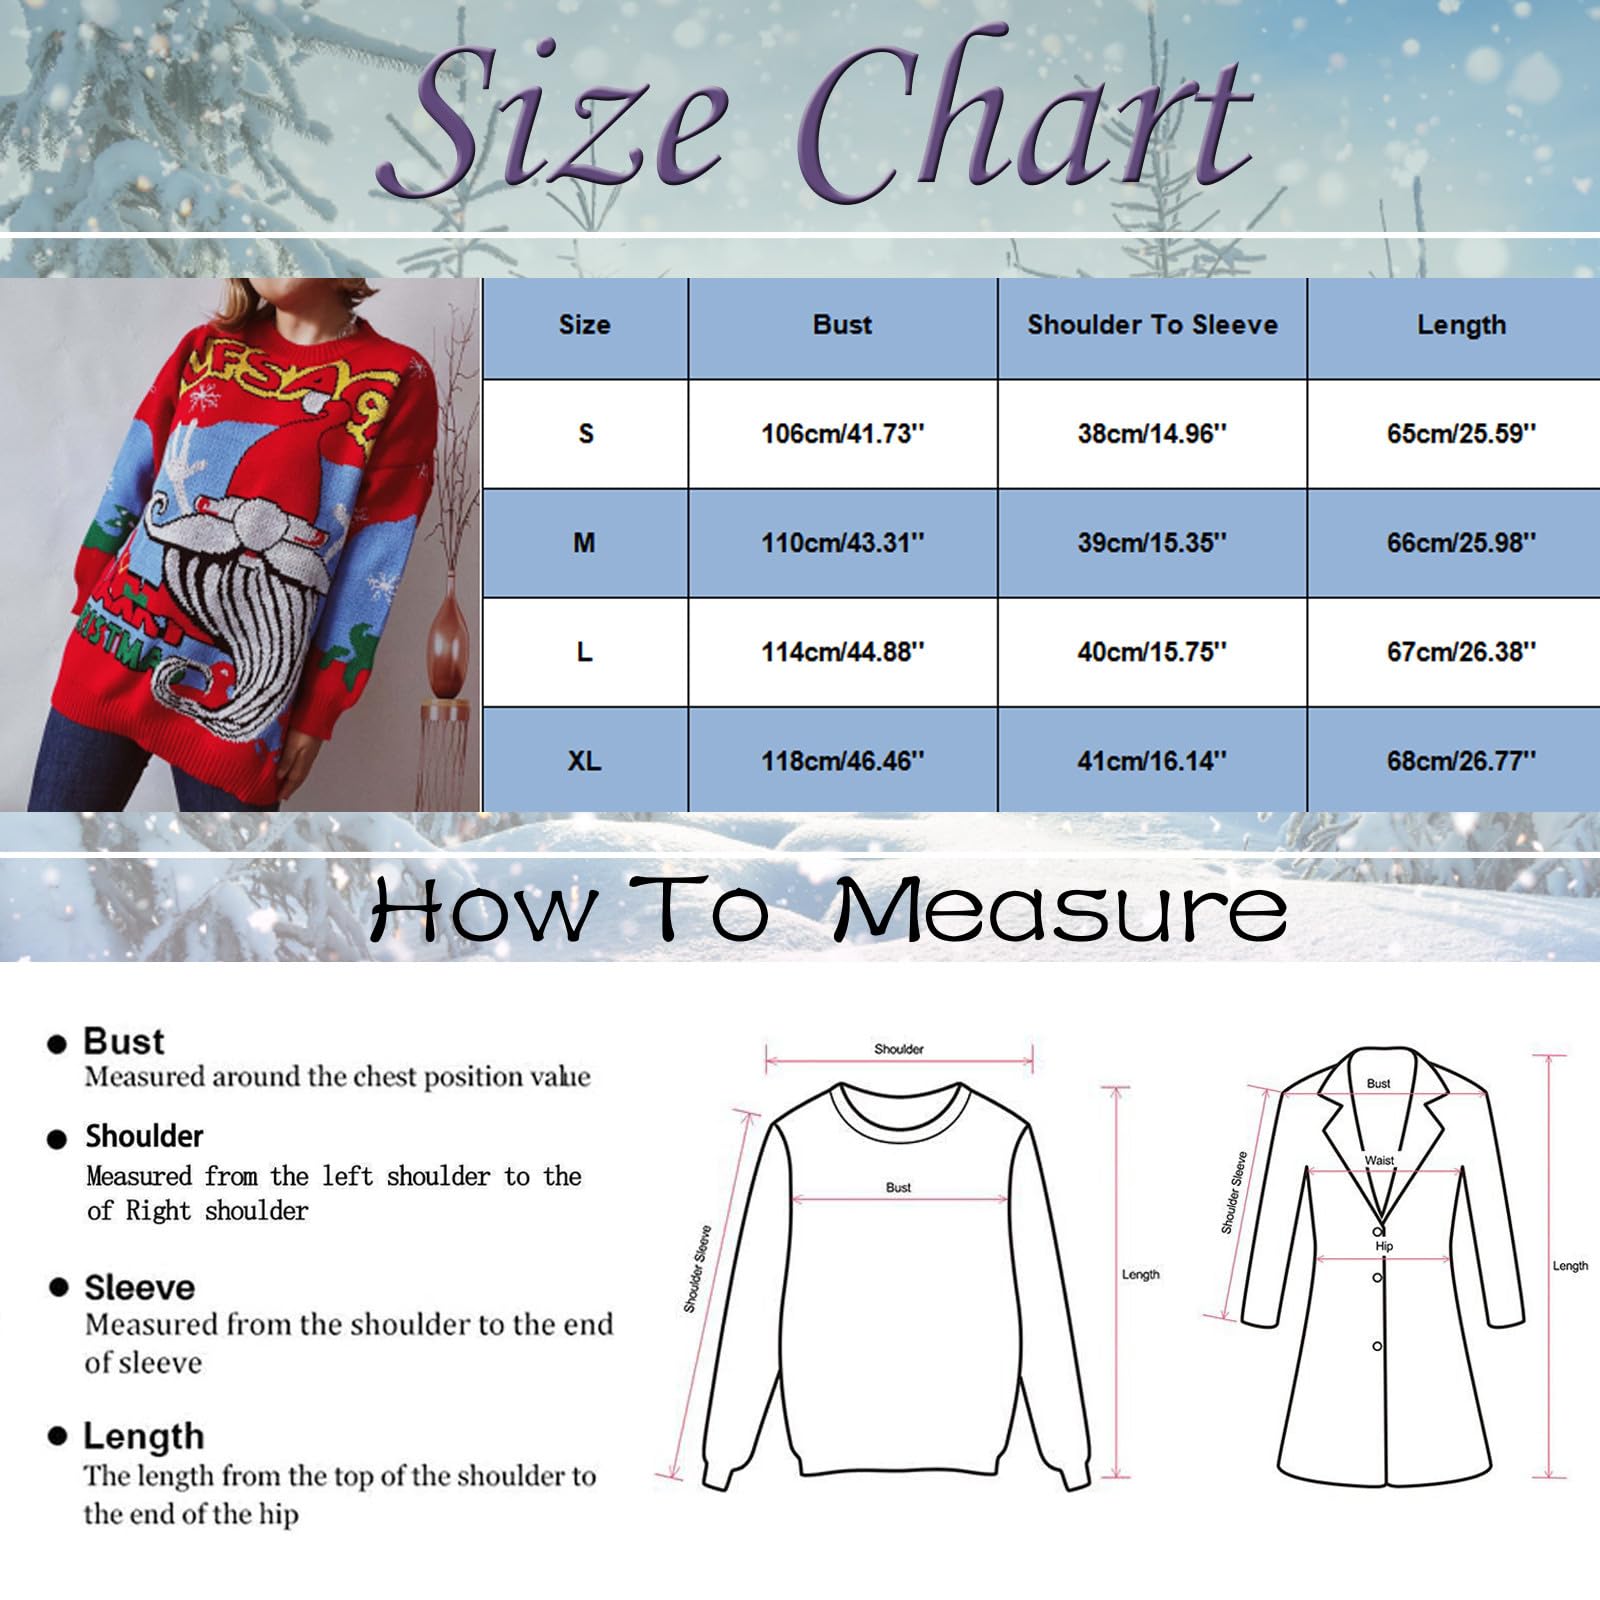 Size Chart
Size Bust Shoulder To Sleeve Length
S 106cm/41.73'' 38cm/14.96'' 65cm/25.59''
M 110cm/43.31'' 39cm/15.35'' 66cm/25.98''
L 114cm/44.88'' 40cm/15.75'' 67cm/26.38''
XL 118cm/46.46'' 41cm/16.14'' 68cm/26.77''
How To Measure
● Bust
Measured around the chest position value
● Shoulder
Measured from the left shoulder to the
of Right shoulder
● Sleeve
Measured from the shoulder to the end
of sleeve
● Length
The length from the top of the shoulder to
the end of the hip
Shoulder
Bust
Shoulder Sleeve
Length
Bust
Waist
Shoulder Sleeve
Hip
Length